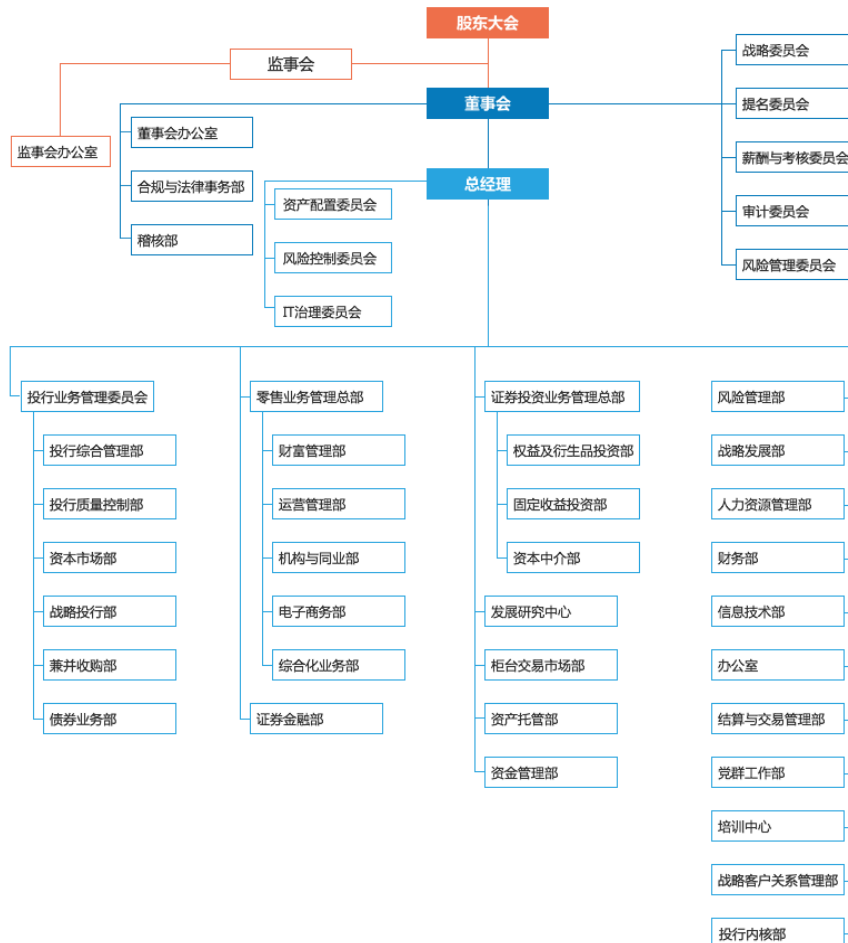 股东大会
监事会
监事会办公室
董事会
董事会办公室
合规与法律事务部
稽核部
战略委员会
提名委员会
薪酬与考核委员会
审计委员会
风险管理委员会
总经理
资产配置委员会
风险控制委员会
IT治理委员会
投行业务管理委员会
投行综合管理部
投行质量控制部
资本市场部
战略投行部
兼并收购部
债券业务部
零售业务管理总部
财富管理部
运营管理部
机构与同业部
电子商务部
综合化业务部
证券金融部
证券投资业务管理总部
权益及衍生品投资部
固定收益投资部
资本中介部
发展研究中心
柜台交易市场部
资产托管部
资金管理部
风险管理部
战略发展部
人力资源管理部
财务部
信息技术部
办公室
结算与交易管理部
党群工作部
培训中心
战略客户关系管理部
投行内核部